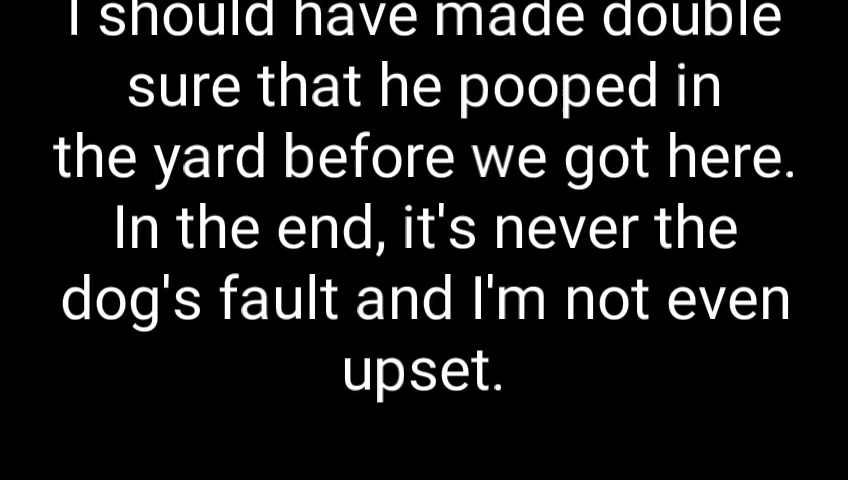 I should have made double
sure that he pooped in
the yard before we got here.
In the end, it's never the
dog's fault and I'm not even
upset.